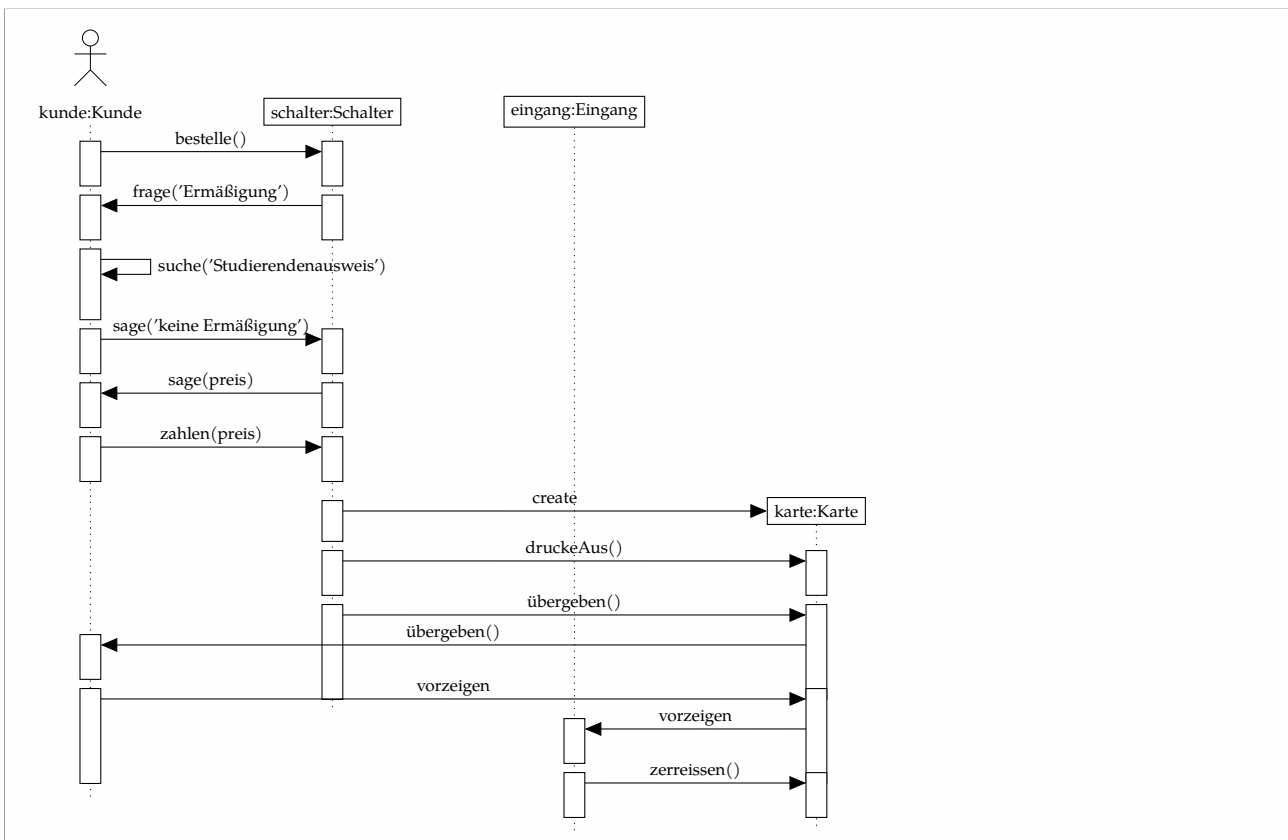 kunde:Kunde
schalter:Schalter
eingang:Eingang
bestelle()
frage('Ermäßigung')
suche('Studierendenausweis')
sage('keine Ermäßigung')
sage(preis)
zahlen(preis)
create
karte:Karte
druckeAus()
übergeben()
übergeben()
vorzeigen
vorzeigen
zerreissen()